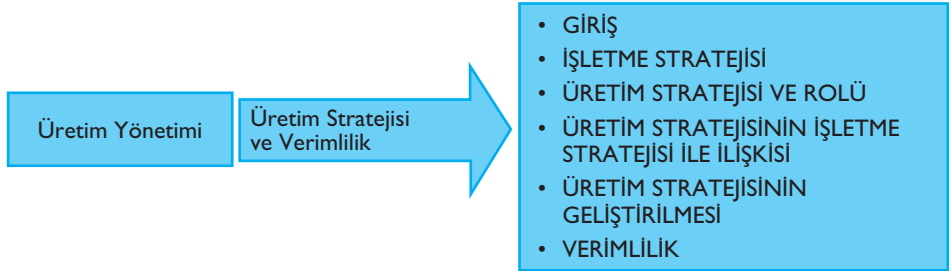 Üretim Yönetimi
Üretim Stratejisi
ve Verimlilik
• GİRİŞ
• İŞLETME STRATEJİSİ
• ÜRETİM STRATEJİSİ VE ROLÜ
• ÜRETİM STRATEJİSİNİN İŞLETME
STRATEJİSİ İLE İLİŞKİSİ
• ÜRETİM STRATEJİSİNİN
GELİŞTİRİLMESİ
• VERİMLİLİK